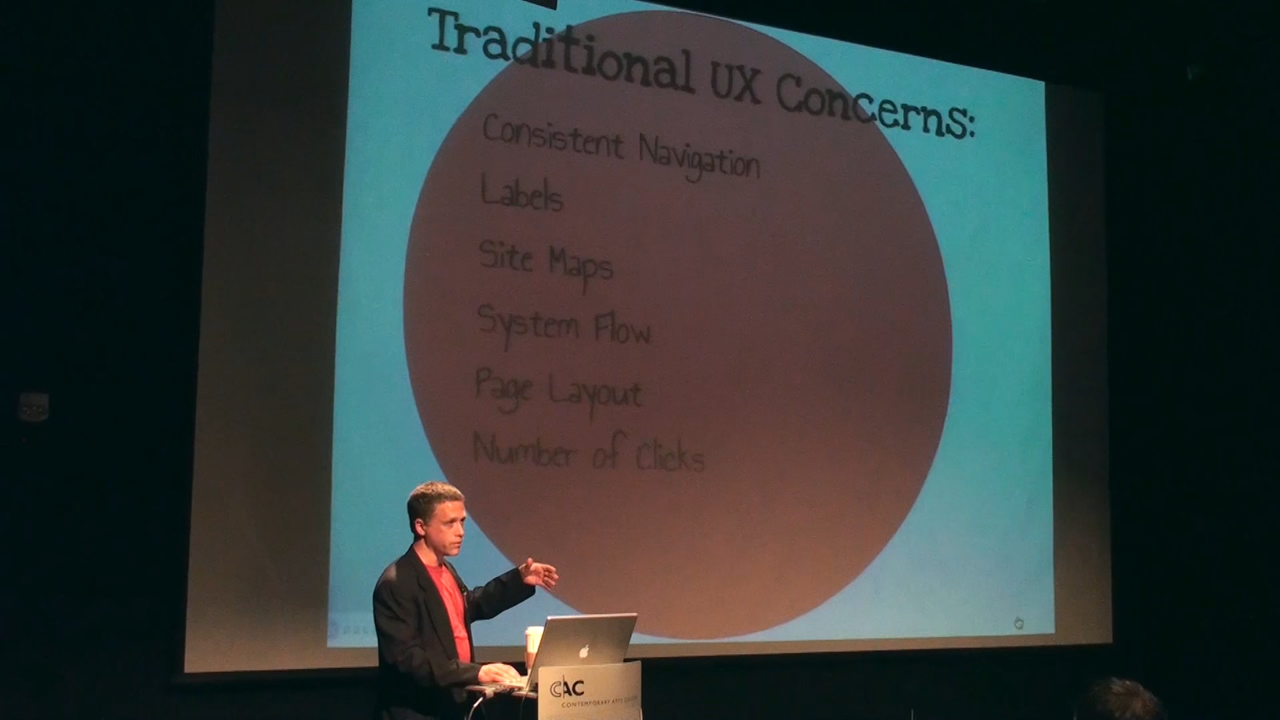 Traditional UX Concerns:
Consistent Navigation
Labels
Site Maps
System Flow
Page Layout
Number of Clicks
CAC
CONTEMPORARY ARTS CENTER